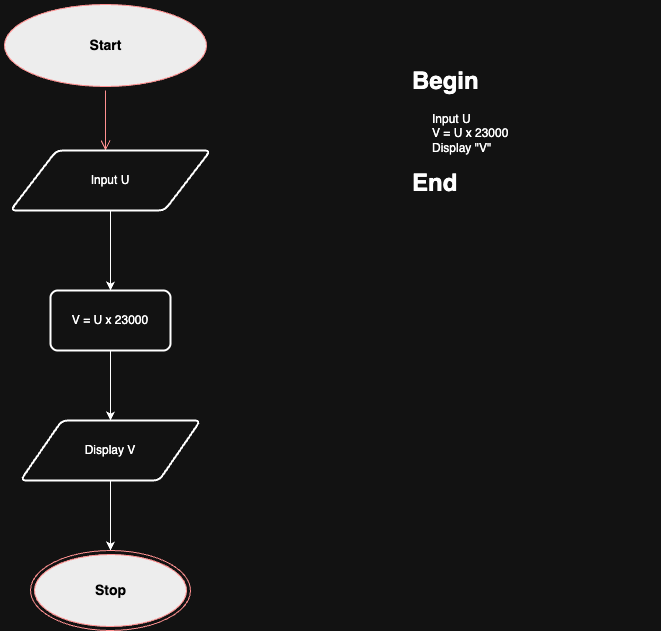 Start
Input U
V = U x 23000
Display V
Stop
Begin
Input U
V = U x 23000
Display "V"
End